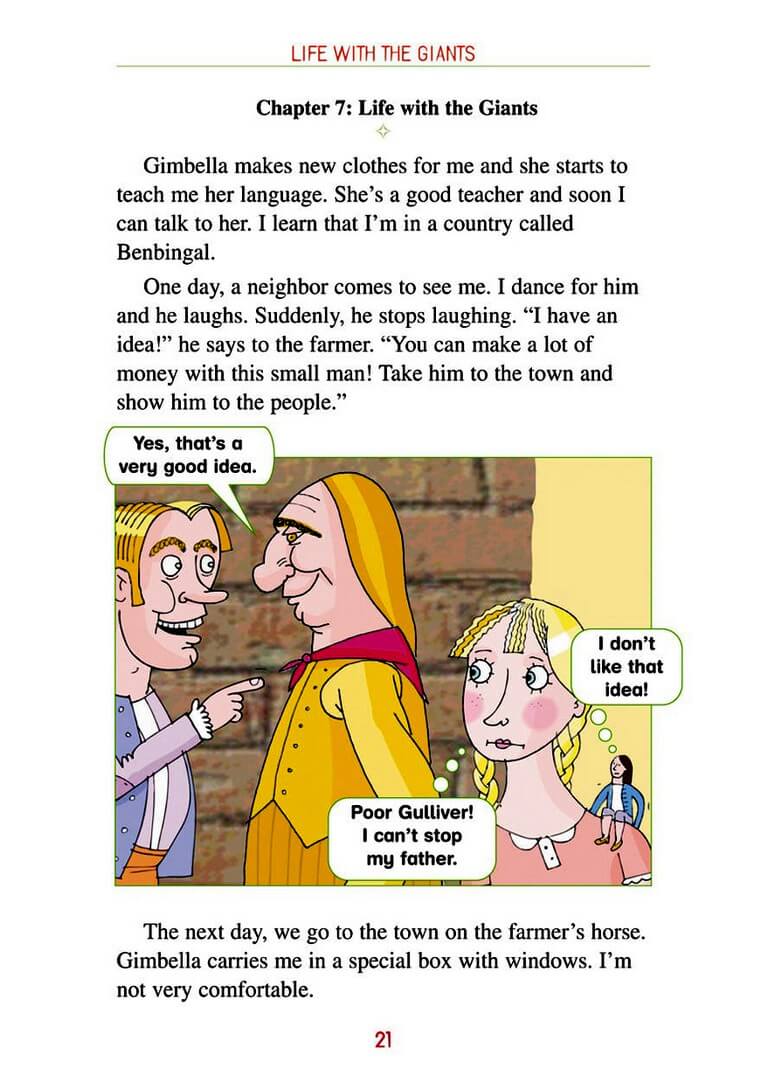 LIFE WITH THE GIANTS
Chapter 7: Life with the Giants
Gimbella makes new clothes for me and she starts to
teach me her language. She’s a good teacher and soon I
can talk to her. I learn that I’m in a country called
Benbingal.
One day, a neighbor comes to see me. I dance for him
and he laughs. Suddenly, he stops laughing. “I have an
idea!” he says to the farmer. “You can make a lot of
money with this small man! Take him to the town and
show him to the people.”
Yes, that’s a
very good idea.
I don’t
like that
idea!
Poor Gulliver!
I can’t stop
my father.
The next day, we go to the town on the farmer’s horse.
Gimbella carries me in a special box with windows. I’m
not very comfortable.
21